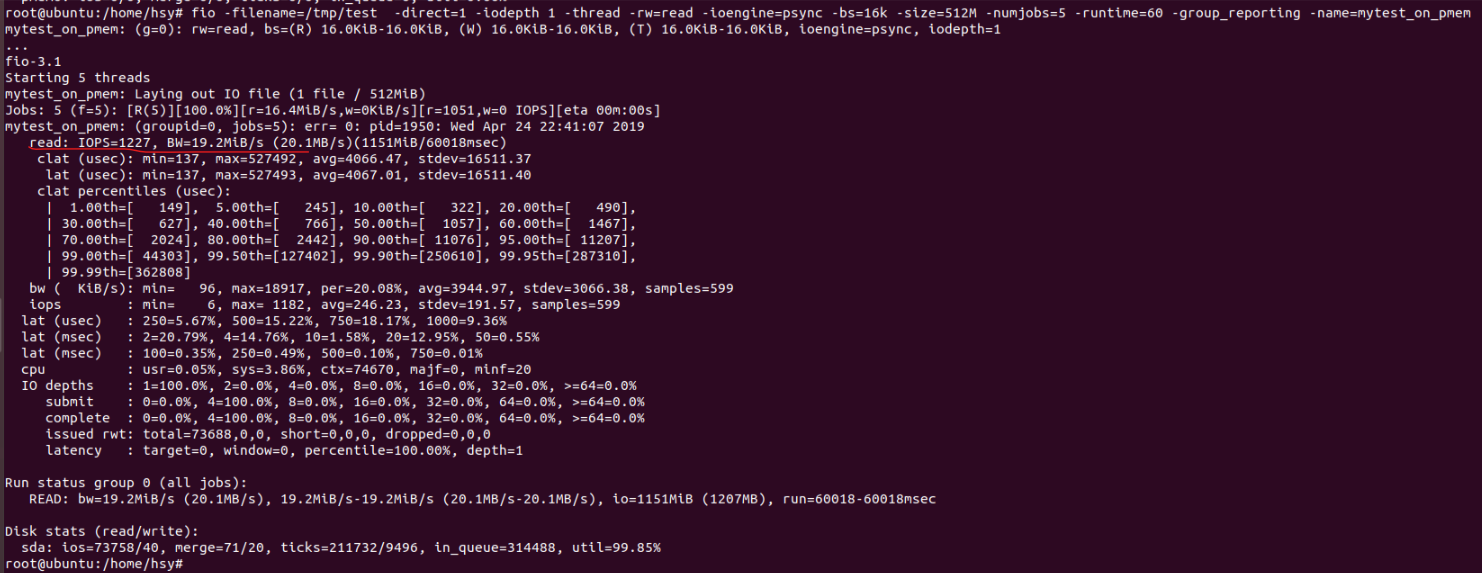 root@ubuntu:/home/hsy# fio -filename=/tmp/test  -direct=1 -iodepth 1 -thread -rw=read -ioengine=psync -bs=16k -size=512M -numjobs=5 -runtime=60 -group_reporting -name=mytest_on_pmem
mytest_on_pmem: (g=0): rw=read, bs=(R) 16.0KiB-16.0KiB, (W) 16.0KiB-16.0KiB, (T) 16.0KiB-16.0KiB, ioengine=psync, iodepth=1
...
fio-3.1
Starting 5 threads
mytest_on_pmem: Laying out IO file (1 file / 512MiB)
Jobs: 5 (f=5): [R(5)][100.0%][r=16.4MiB/s,w=0KiB/s][r=1051,w=0 IOPS][eta 00m:00s]
mytest_on_pmem: (groupid=0, jobs=5): err= 0: pid=1950: Wed Apr 24 22:41:07 2019
   read: IOPS=1227, BW=19.2MiB/s (20.1MB/s)(1151MiB/60018msec)
    clat (usec): min=137, max=527492, avg=4066.47, stdev=16511.37
     lat (usec): min=137, max=527493, avg=4067.01, stdev=16511.40
    clat percentiles (usec):
     |  1.00th=[   149],  5.00th=[   245], 10.00th=[   322], 20.00th=[   490],
     | 30.00th=[   627], 40.00th=[   766], 50.00th=[  1057], 60.00th=[  1467],
     | 70.00th=[  2024], 80.00th=[  2442], 90.00th=[ 11076], 95.00th=[ 11207],
     | 99.00th=[ 44303], 99.50th=[127402], 99.90th=[250610], 99.95th=[287310],
     | 99.99th=[362808]
   bw (  KiB/s): min=   96, max=18917, per=20.08%, avg=3944.97, stdev=3066.38, samples=599
   iops        : min=    6, max= 1182, avg=246.23, stdev=191.57, samples=599
  lat (usec)   : 250=5.67%, 500=15.22%, 750=18.17%, 1000=9.36%
  lat (msec)   : 2=20.79%, 4=14.76%, 10=1.58%, 20=12.95%, 50=0.55%
  lat (msec)   : 100=0.35%, 250=0.49%, 500=0.10%, 750=0.01%
  cpu          : usr=0.05%, sys=3.86%, ctx=74670, majf=0, minf=20
  IO depths    : 1=100.0%, 2=0.0%, 4=0.0%, 8=0.0%, 16=0.0%, 32=0.0%, >=64=0.0%
     submit    : 0=0.0%, 4=100.0%, 8=0.0%, 16=0.0%, 32=0.0%, 64=0.0%, >=64=0.0%
     complete  : 0=0.0%, 4=100.0%, 8=0.0%, 16=0.0%, 32=0.0%, 64=0.0%, >=64=0.0%
     issued rwt: total=73688,0,0, short=0,0,0, dropped=0,0,0
     latency   : target=0, window=0, percentile=100.00%, depth=1
Run status group 0 (all jobs):
   READ: bw=19.2MiB/s (20.1MB/s), 19.2MiB/s-19.2MiB/s (20.1MB/s-20.1MB/s), io=1151MiB (1207MB), run=60018-60018msec
Disk stats (read/write):
  sda: ios=73758/40, merge=71/20, ticks=211732/9496, in_queue=314488, util=99.85%
root@ubuntu:/home/hsy#